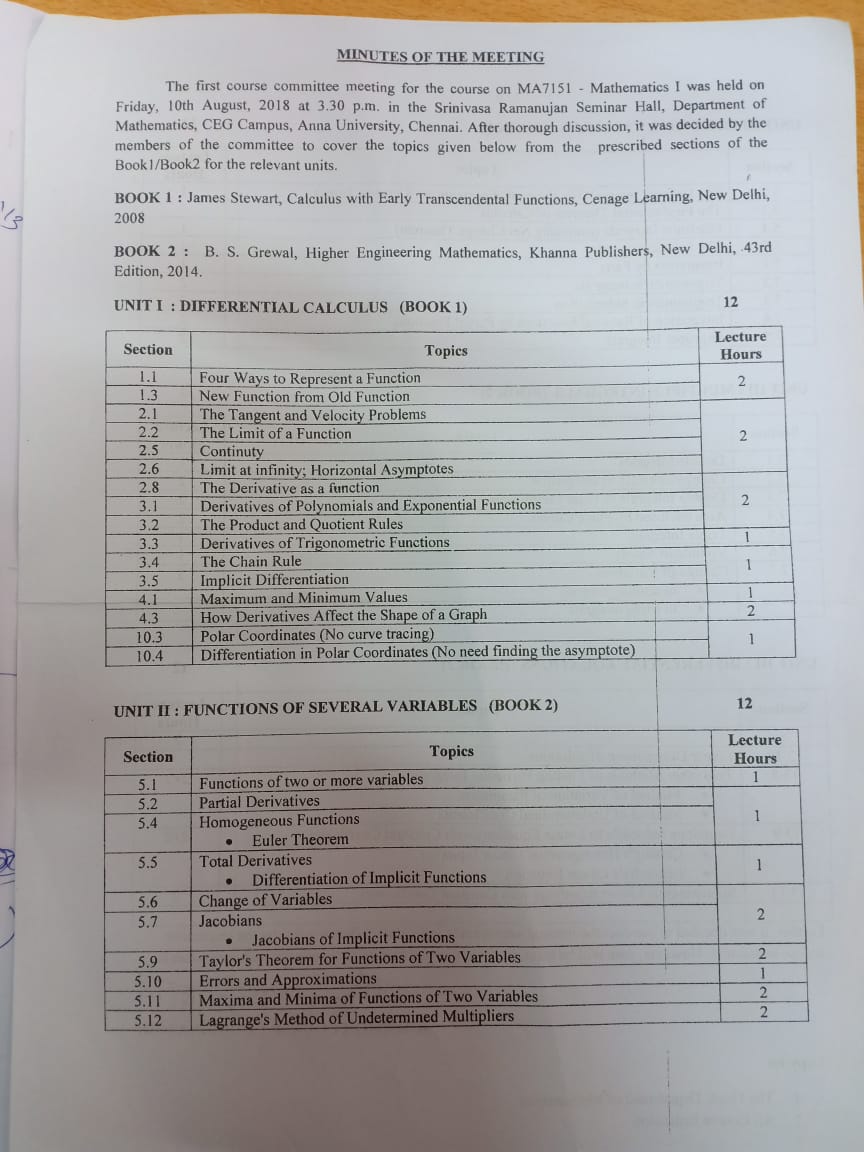 MINUTES OF THE MEETING
The first course committee meeting for the course on MA7151 - Mathematics I was held on
Friday, 10th August, 2018 at 3.30 p.m. in the Srinivasa Ramanujan Seminar Hall, Department of
Mathematics, CEG Campus, Anna University, Chennai. After thorough discussion, it was decided by the
members of the committee to cover the topics given below from the prescribed sections of the
Book1/Book2 for the relevant units.
BOOK 1 : James Stewart, Calculus with Early Transcendental Functions, Cenage Learning, New Delhi,
2008
BOOK 2 : B. S. Grewal, Higher Engineering Mathematics, Khanna Publishers, New Delhi, 43rd
Edition, 2014.
UNIT I : DIFFERENTIAL CALCULUS (BOOK 1) 12
Section Topics Lecture Hours
1.1 Four Ways to Represent a Function 2
1.3 New Function from Old Function
2.1 The Tangent and Velocity Problems
2.2 The Limit of a Function 2
2.5 Continuty
2.6 Limit at infinity; Horizontal Asymptotes
2.8 The Derivative as a function
3.1 Derivatives of Polynomials and Exponential Functions 2
3.2 The Product and Quotient Rules
3.3 Derivatives of Trigonometric Functions 1
3.4 The Chain Rule 1
3.5 Implicit Differentiation
4.1 Maximum and Minimum Values 1
4.3 How Derivatives Affect the Shape of a Graph 2
10.3 Polar Coordinates (No curve tracing) 1
10.4 Differentiation in Polar Coordinates (No need finding the asymptote)
UNIT II : FUNCTIONS OF SEVERAL VARIABLES (BOOK 2) 12
Section Topics Lecture Hours
5.1 Functions of two or more variables 1
5.2 Partial Derivatives
5.4 Homogeneous Functions 1
• Euler Theorem
5.5 Total Derivatives 1
• Differentiation of Implicit Functions
5.6 Change of Variables
5.7 Jacobians 2
• Jacobians of Implicit Functions
5.9 Taylor's Theorem for Functions of Two Variables 2
5.10 Errors and Approximations 1
5.11 Maxima and Minima of Functions of Two Variables 2
5.12 Lagrange's Method of Undetermined Multipliers 2